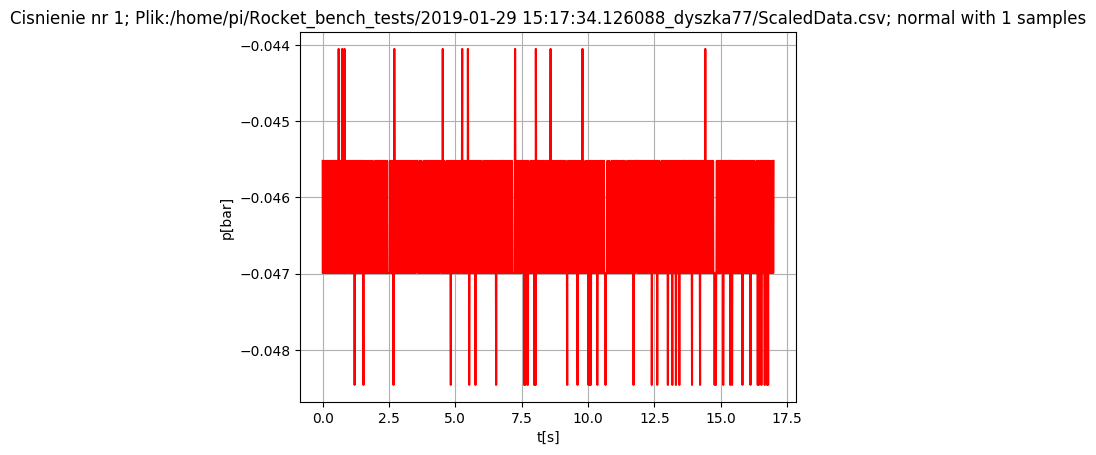 Cisnienie nr 1; Plik:/home/pi/Rocket_bench_tests/2019-01-29 15:17:34.126088_dyszka77/ScaledData.csv; normal with 1 samples
−0.044
−0.045
−0.046
−0.047
−0.048
p[bar]
0.0 2.5 5.0 7.5 10.0 12.5 15.0 17.5
t[s]